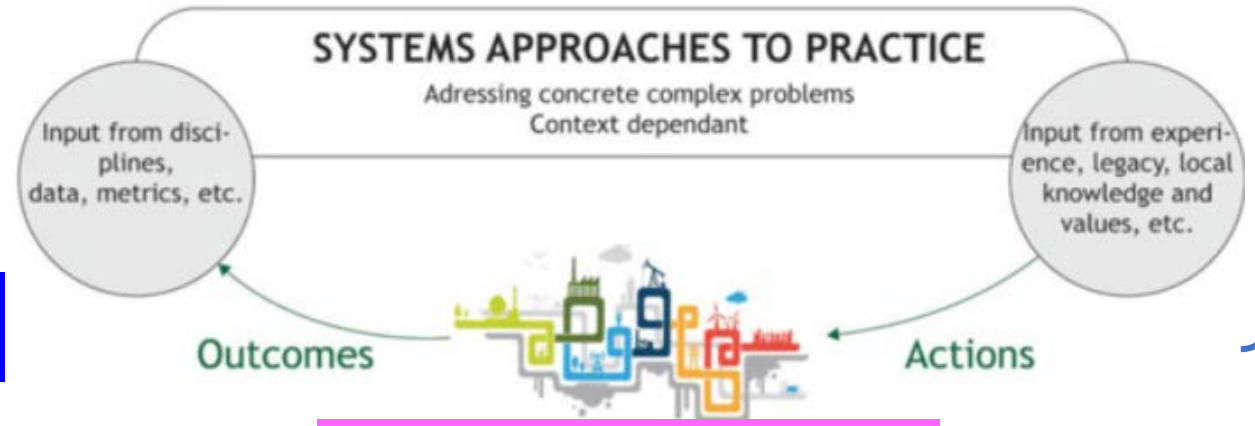 SYSTEMS APPROACHES TO PRACTICE
Adressing concrete complex problems
Context dependant
Input from disci-
plines,
data, metrics, etc.
Input from experi-
ence, legacy, local
knowledge and
values, etc.
Outcomes
Actions